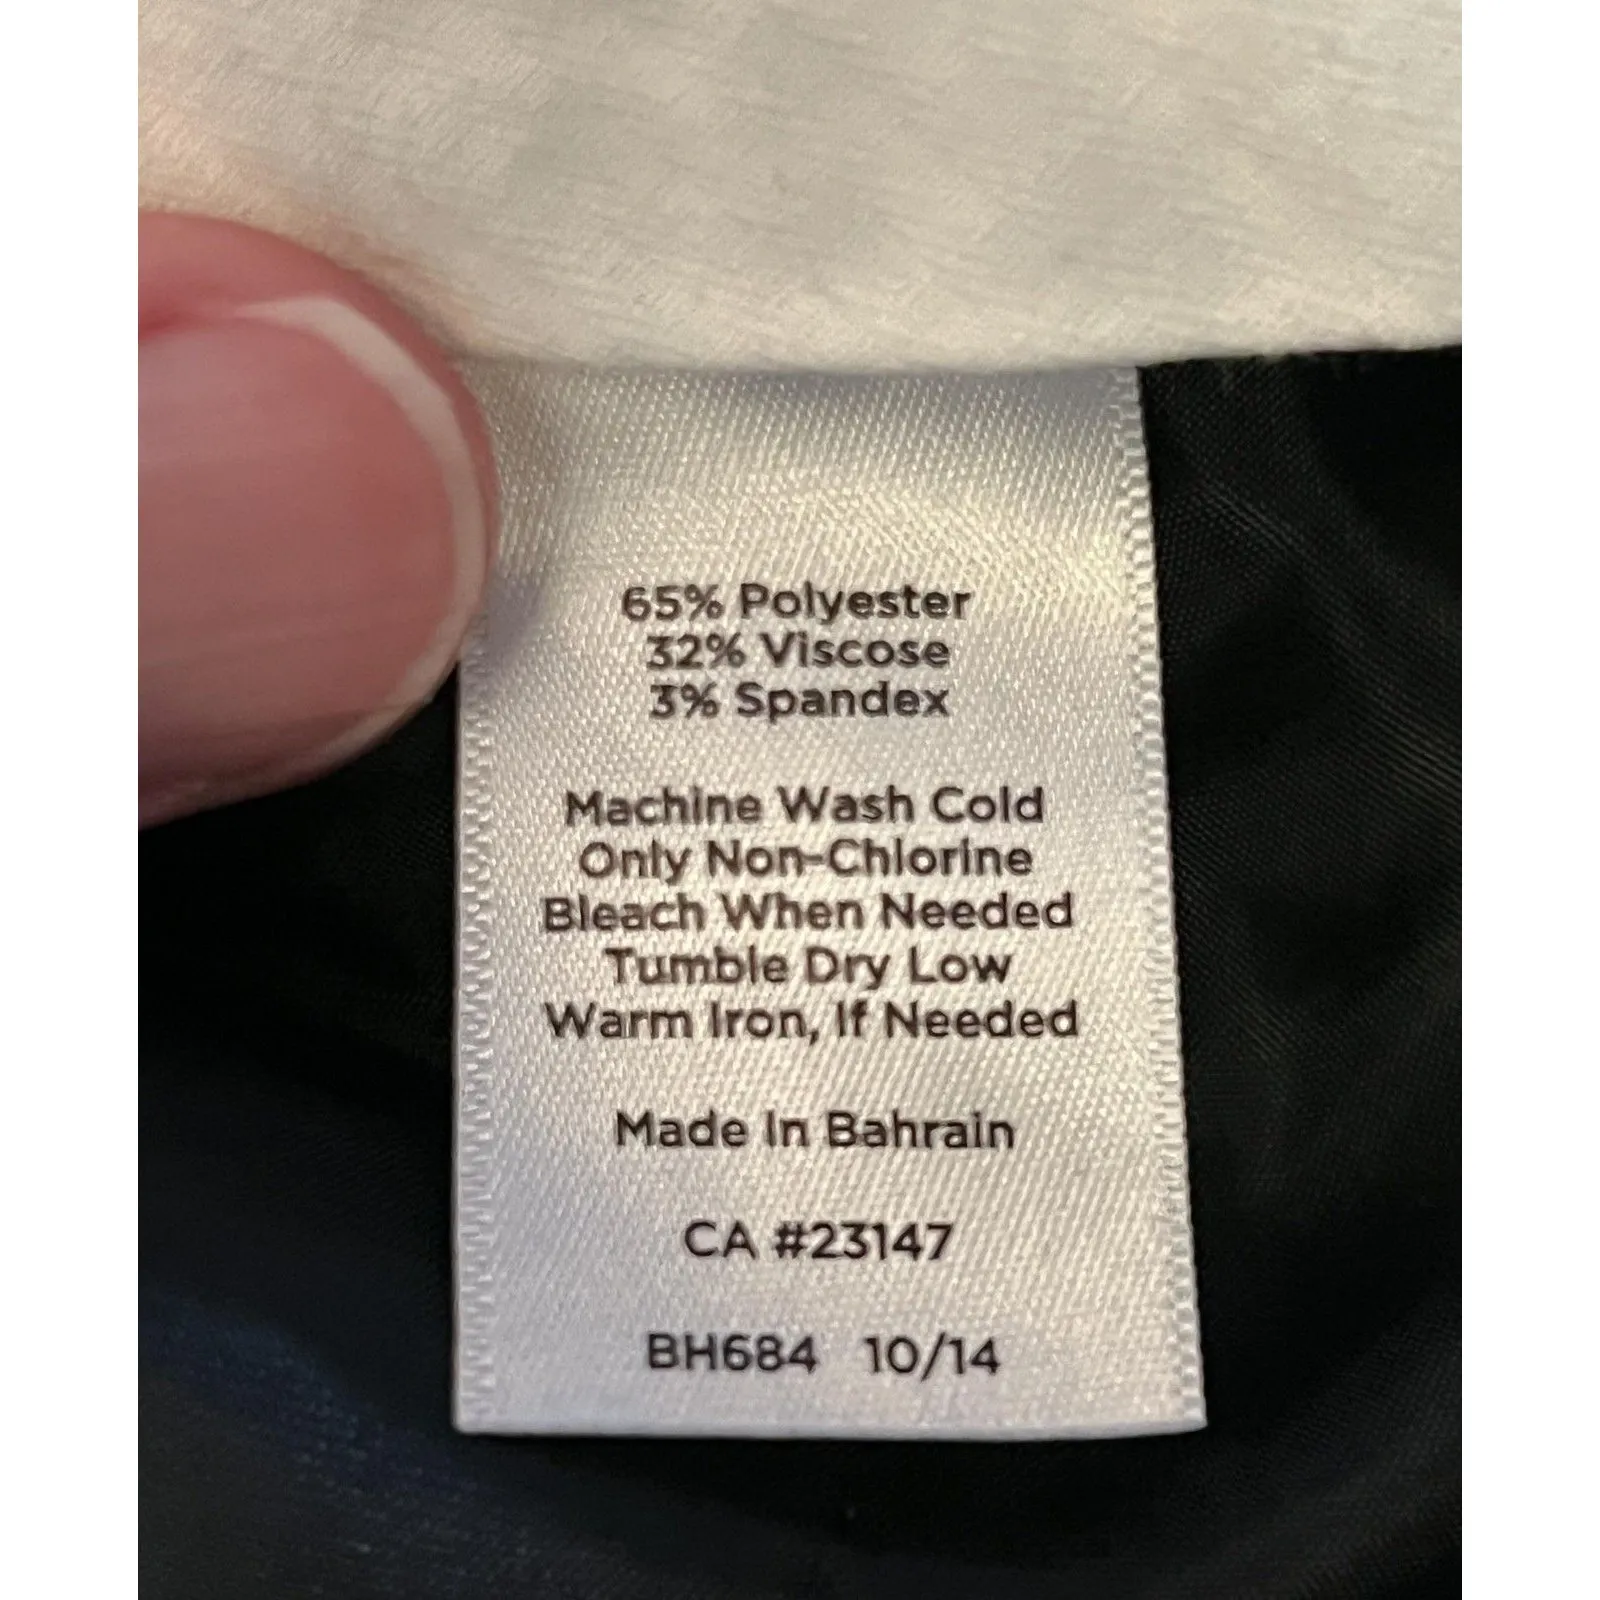 65% Polyester
32% Viscose
3% Spandex
Machine Wash Cold
Only Non-Chlorine
Bleach When Needed
Tumble Dry Low
Warm Iron, If Needed
Made In Bahrain
CA #23147
BH684 10/14